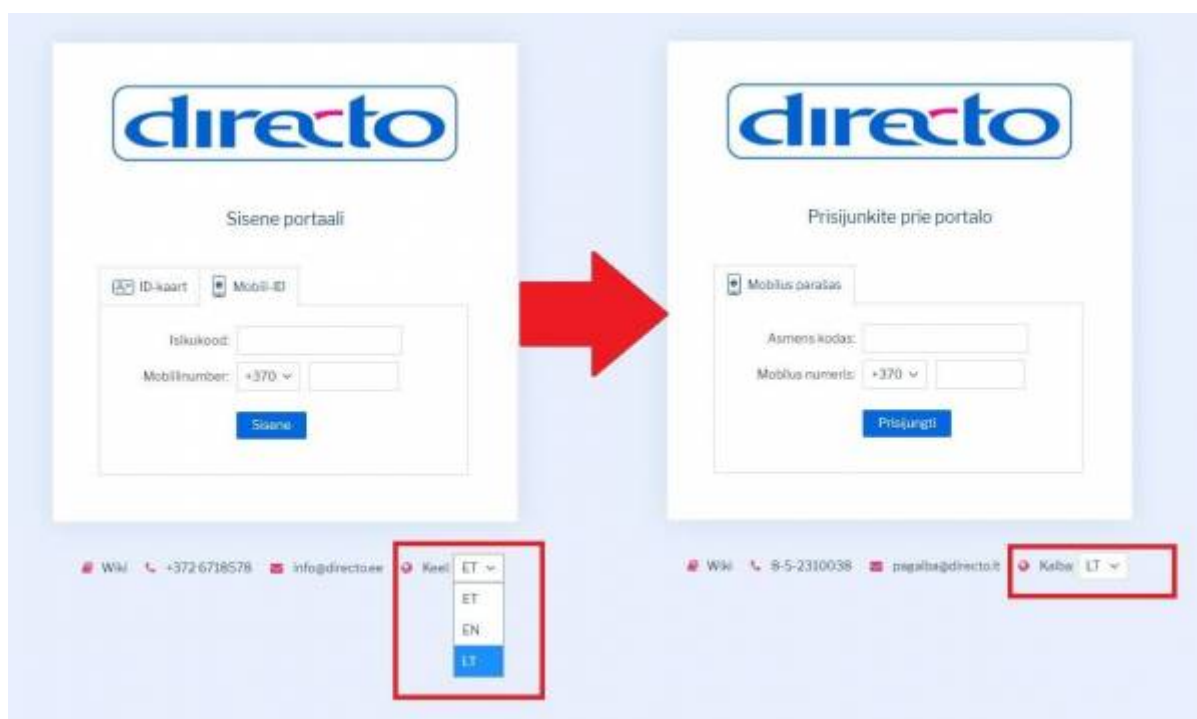 directo
Sisene portaali
ID-kaart Mobiil-ID
Isikukood:
Mobiilinumber: +370
Sisene
Wiki +372 6718578 info@directo.ee Keel: ET
ET
EN
LT
directo
Prisijunkite prie portalo
Mobilus parašas
Asmens kodas:
Mobilus numeris: +370
Prisijungti
Wiki 8-5-2310038 pagalba@directo.lt Kalba: LT